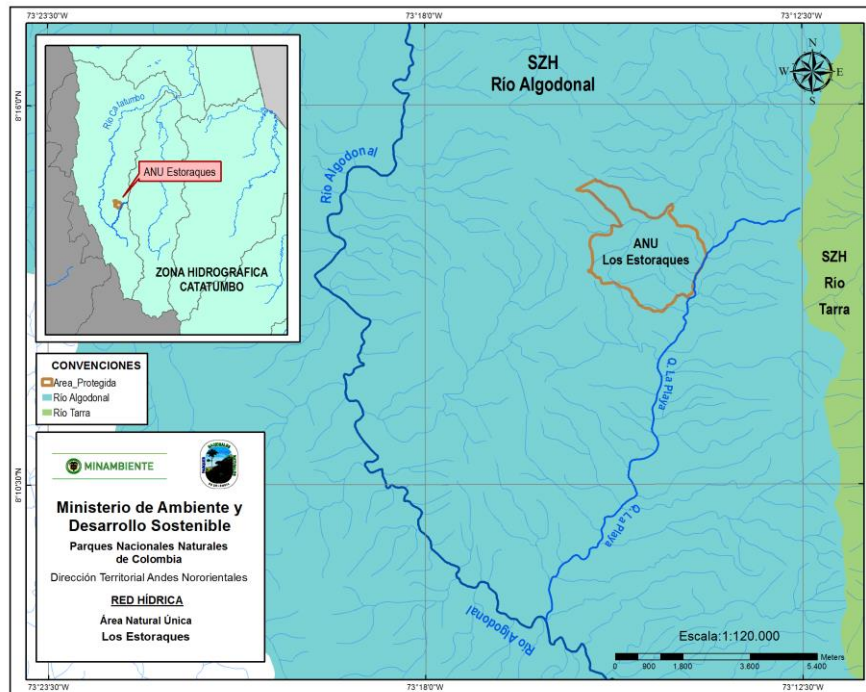 73°23'30"W
73°18'0"W
73°12'30"W
8°16'0"N
8°10'30"N
SZH
Río Algodonal
N
W E
S
Río Catatumbo
ANU Estoraques
ZONA HIDROGRÁFICA
CATATUMBO
Río Algodonal
ANU
Los Estoraques
SZH
Río
Tarra
CONVENCIONES
Area_Protegida
Río Algodonal
Río Tarra
Q. La Playa
MINAMBIENTE
Ministerio de Ambiente y
Desarrollo Sostenible
Parques Nacionales Naturales
de Colombia
Dirección Territorial Andes Nororientales
RED HÍDRICA
Área Natural Única
Los Estoraques
Q. La Playa
Río Algodonal
Escala:1:120.000
Meters
0 900 1.800 3.600 5.400
73°23'30"W
73°18'0"W
73°12'30"W